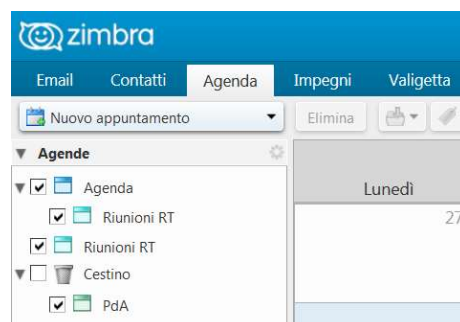 zimbra
Email Contatti Agenda Impegni Valigetta
Nuovo appuntamento Elimina
Agende
Lunedì
Agenda
27
Riunioni RT
Riunioni RT
Cestino
PdA